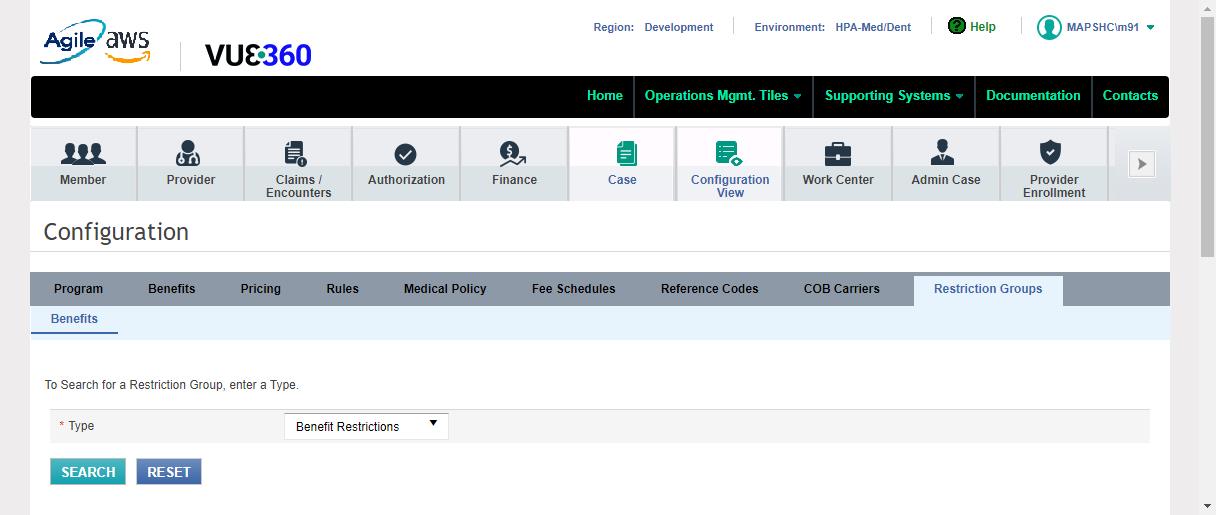 Agile aws
VUE360
Region: Development
Environment: HPA-Med/Dent
? Help
MAPSHC\m91
Home
Operations Mgmt. Tiles
Supporting Systems
Documentation
Contacts
Member
Provider
Claims /
Encounters
Authorization
Finance
Case
Configuration
View
Work Center
Admin Case
Provider
Enrollment
Configuration
Program
Benefits
Pricing
Rules
Medical Policy
Fee Schedules
Reference Codes
COB Carriers
Restriction Groups
Benefits
To Search for a Restriction Group, enter a Type.
* Type
Benefit Restrictions
SEARCH
RESET